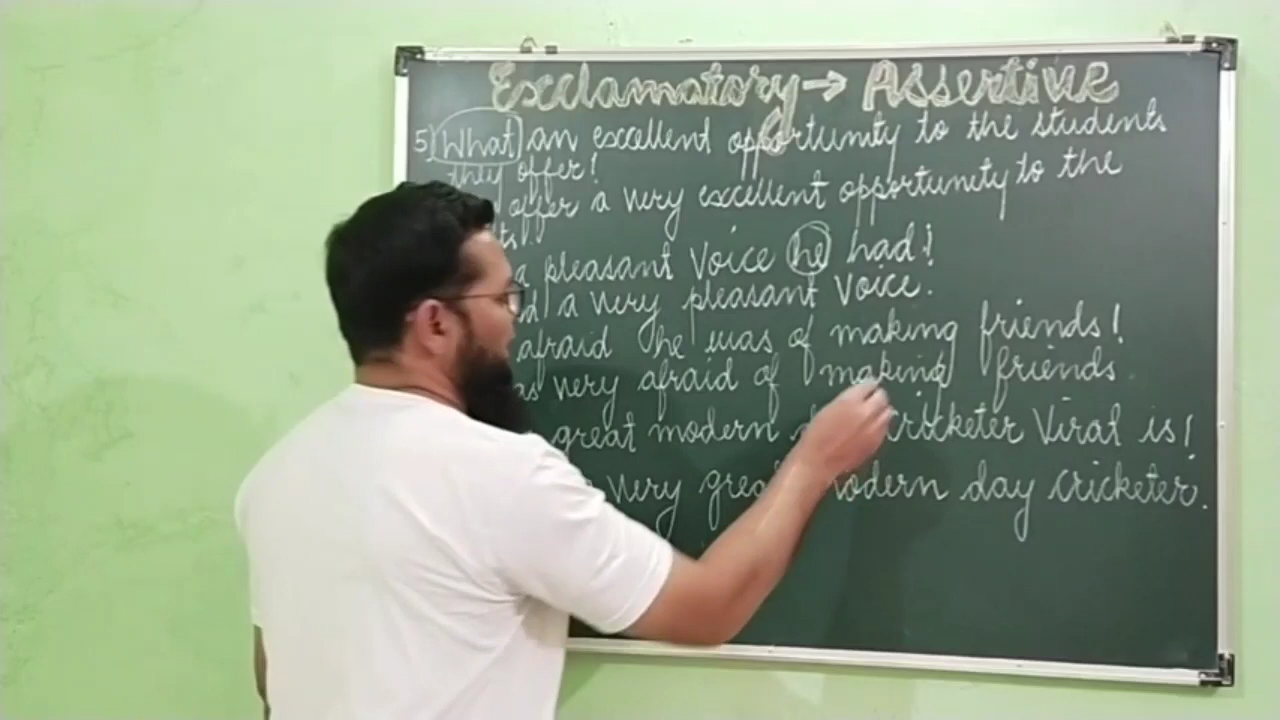 Exclamatory → Assertive
5) What an excellent opportunity to the students
they offer!
offer a very excellent opportunity to the
a pleasant voice he had!
a very pleasant voice.
afraid he was of making friends!
very afraid of making friends.
great modern cricketer Virat is!
very great modern day cricketer.